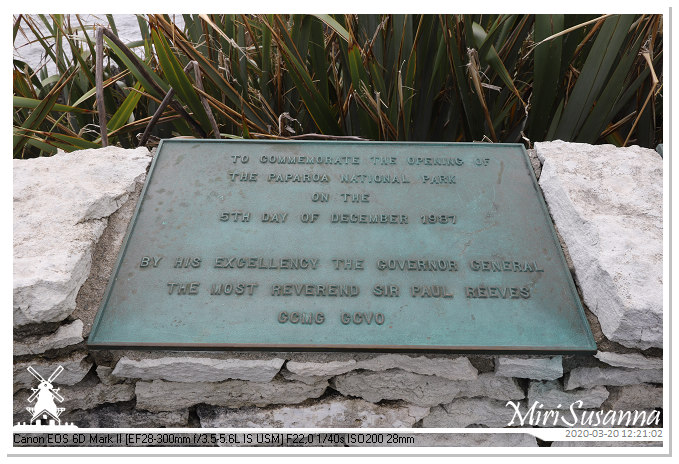 TO COMMEMORATE THE OPENING OF
THE PAPAROA NATIONAL PARK
ON THE
5TH DAY OF DECEMBER 1987
BY HIS EXCELLENCY THE GOVERNOR GENERAL
THE MOST REVEREND SIR PAUL REEVES
GCMG GCVO
MiriSusanna
2020-03-20 12:21:02
Canon EOS 6D Mark II [EF28-300mm f/3.5-5.6L IS USM] F22.0 1/40s ISO200 28mm